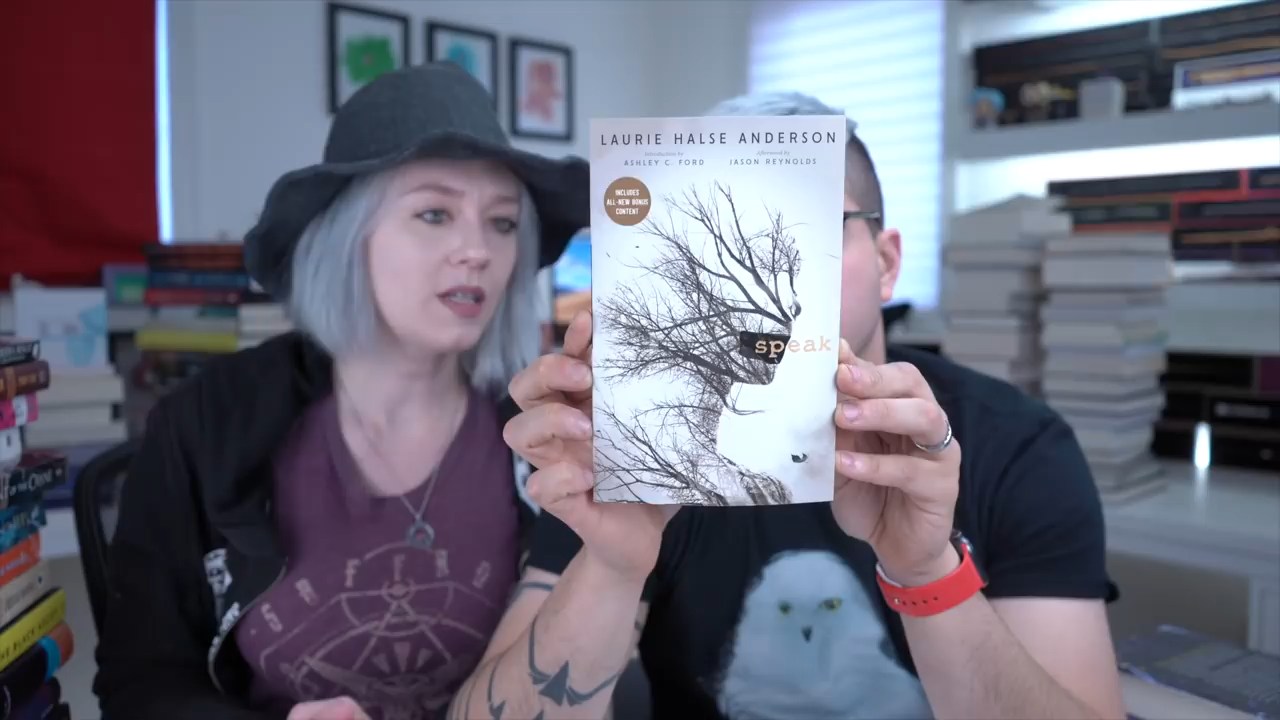 LAURIE HALSE ANDERSON
Introduction by
ASHLEY C. FORD
Afterword by
JASON REYNOLDS
INCLUDES
ALL-NEW BONUS
CONTENT
speak